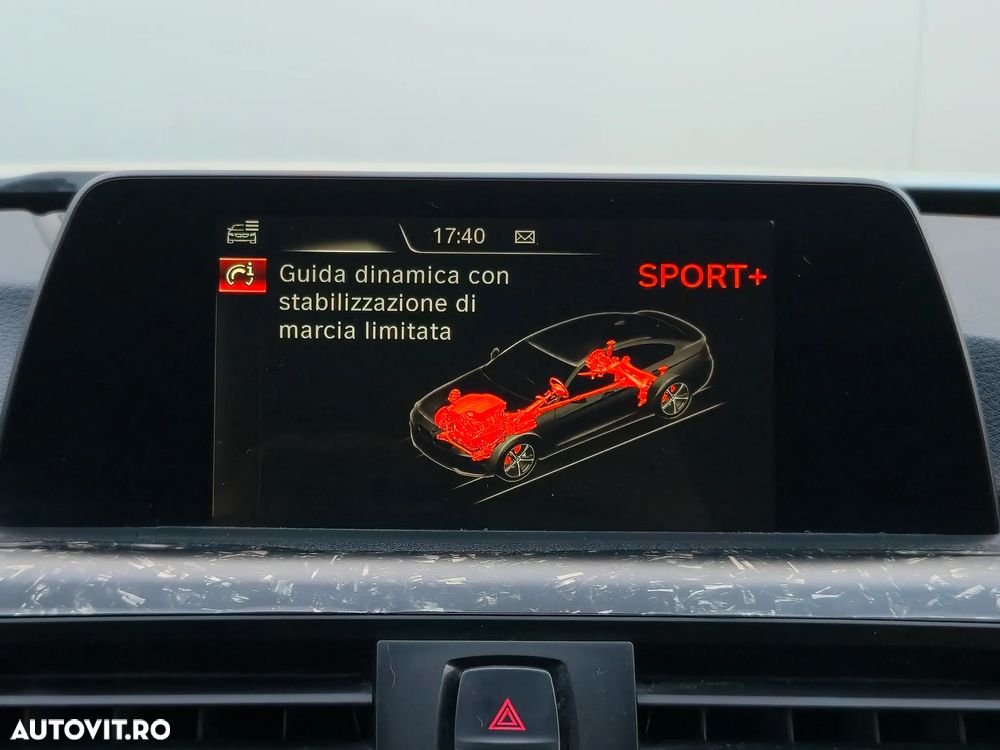 17:40
Guida dinamica con
stabilizzazione di
marcia limitata
SPORT+
AUTOVIT.RO